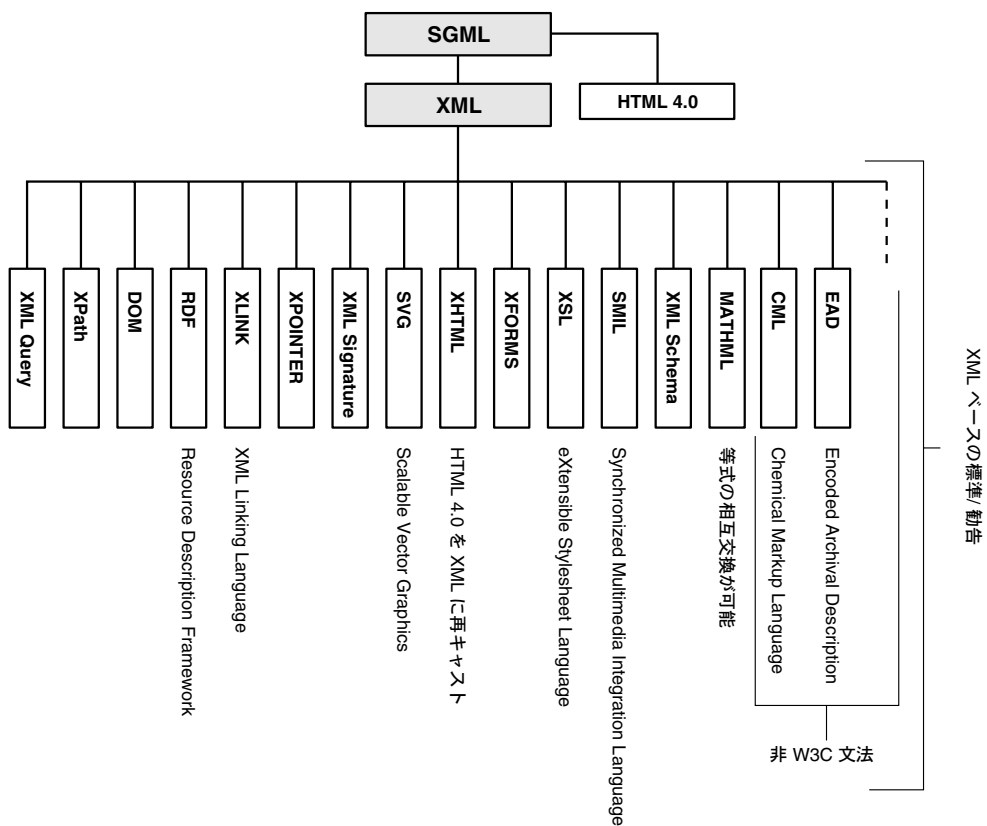 SGML
HTML 4.0
XML
XML Query
XPath
DOM
RDF
XLINK
XPOINTER
XML Signature
SVG
XHTML
XFORMS
XSL
SMIL
XML Schema
MATHML
CML
EAD
Resource Description Framework
XML Linking Language
Scalable Vector Graphics
HTML 4.0 を XML に再キャスト
eXtensible Stylesheet Language
Synchronized Multimedia Integration Language
等式の相互交換が可能
Chemical Markup Language
Encoded Archival Description
非 W3C 文法
XML ベースの標準/勧告